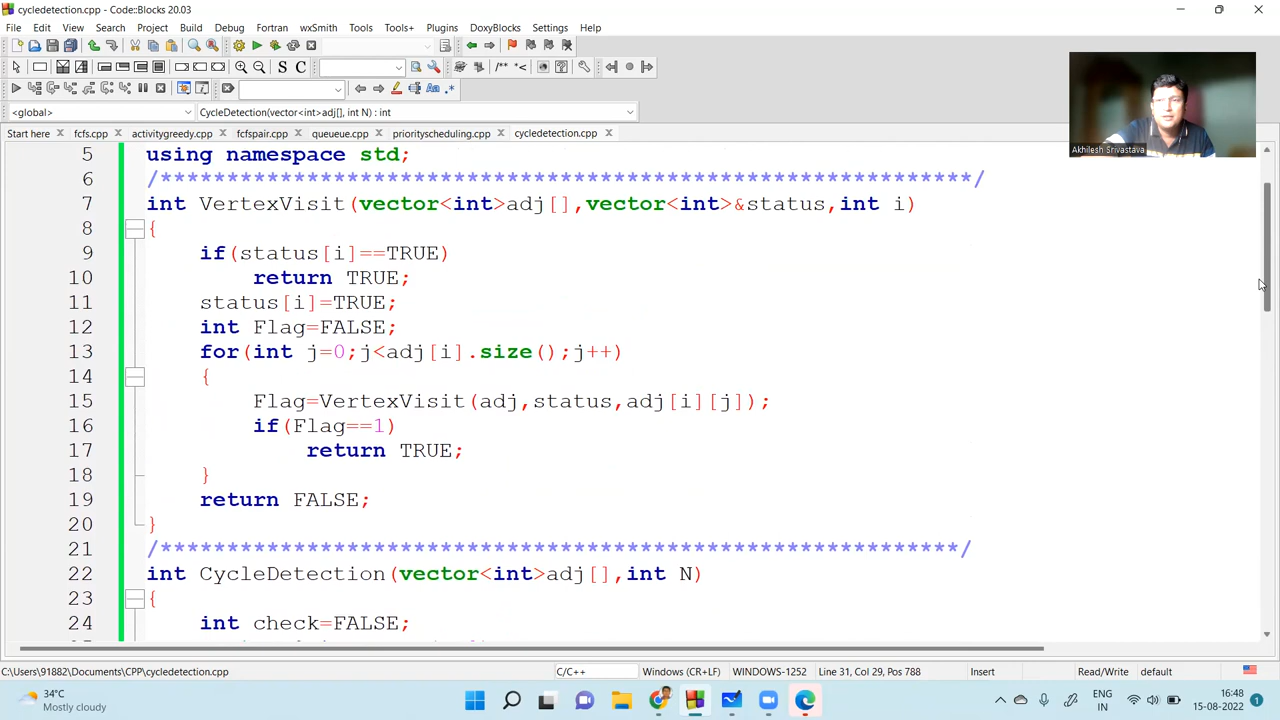 cycledetection.cpp - Code::Blocks 20.03
File Edit View Search Project Build Debug Fortran wxSmith Tools Tools+ Plugins DoxyBlocks Settings Help
S C /** *<
Aa .*
<global> CycleDetection(vector<int>adj[], int N) : int
Start here fcfs.cpp activitygreedy.cpp fcfspair.cpp queueue.cpp priorityscheduling.cpp cycledetection.cpp
Akhilesh Srivastava
5 using namespace std;
6 /*************************************************************/
7 int VertexVisit(vector<int>adj[],vector<int>&status,int i)
8 {
9 if(status[i]==TRUE)
10 return TRUE;
11 status[i]=TRUE;
12 int Flag=FALSE;
13 for(int j=0;j<adj[i].size();j++)
14 {
15 Flag=VertexVisit(adj,status,adj[i][j]);
16 if(Flag==1)
17 return TRUE;
18 }
19 return FALSE;
20 }
21 /************************************************************/
22 int CycleDetection(vector<int>adj[],int N)
23 {
24 int check=FALSE;
C:\Users\91882\Documents\CPP\cycledetection.cpp C/C++ Windows (CR+LF) WINDOWS-1252 Line 31, Col 29, Pos 788 Insert Read/Write default
34°C
Mostly cloudy
ENG
IN
16:48
15-08-2022
1